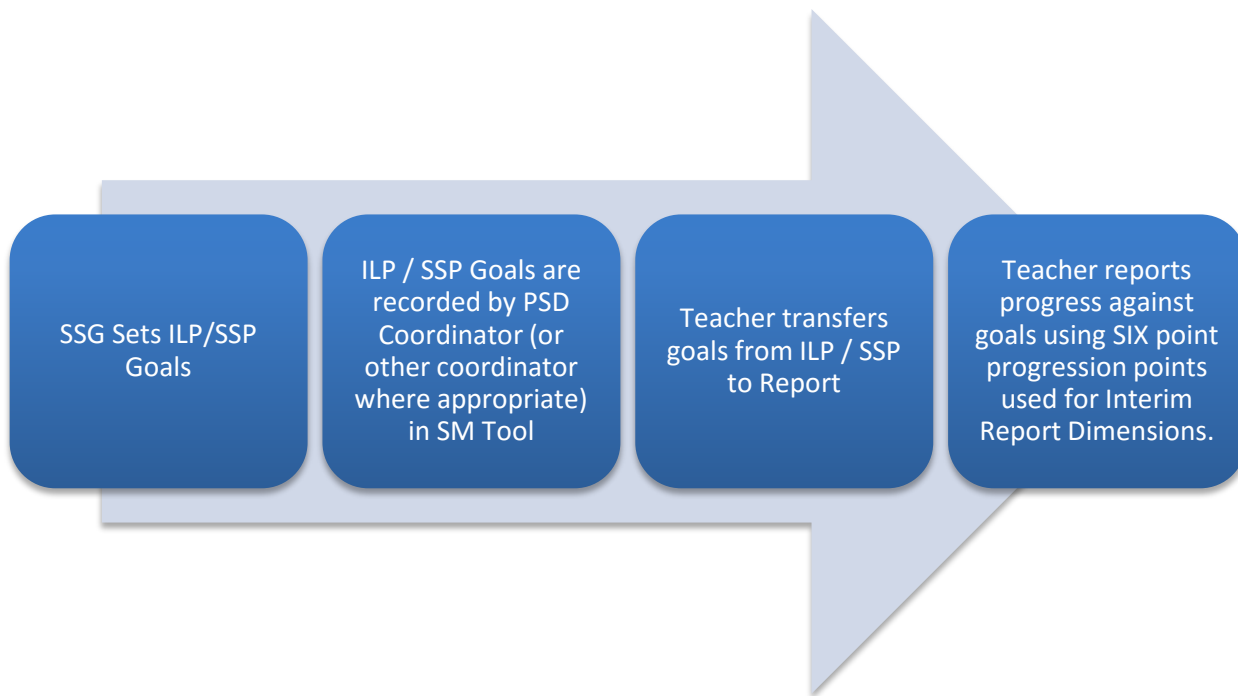 SSG Sets ILP/SSP
Goals
ILP / SSP Goals are
recorded by PSD
Coordinator (or
other coordinator
where appropriate)
in SM Tool
Teacher transfers
goals from ILP / SSP
to Report
Teacher reports
progress against
goals using SIX point
progression points
used for Interim
Report Dimensions.